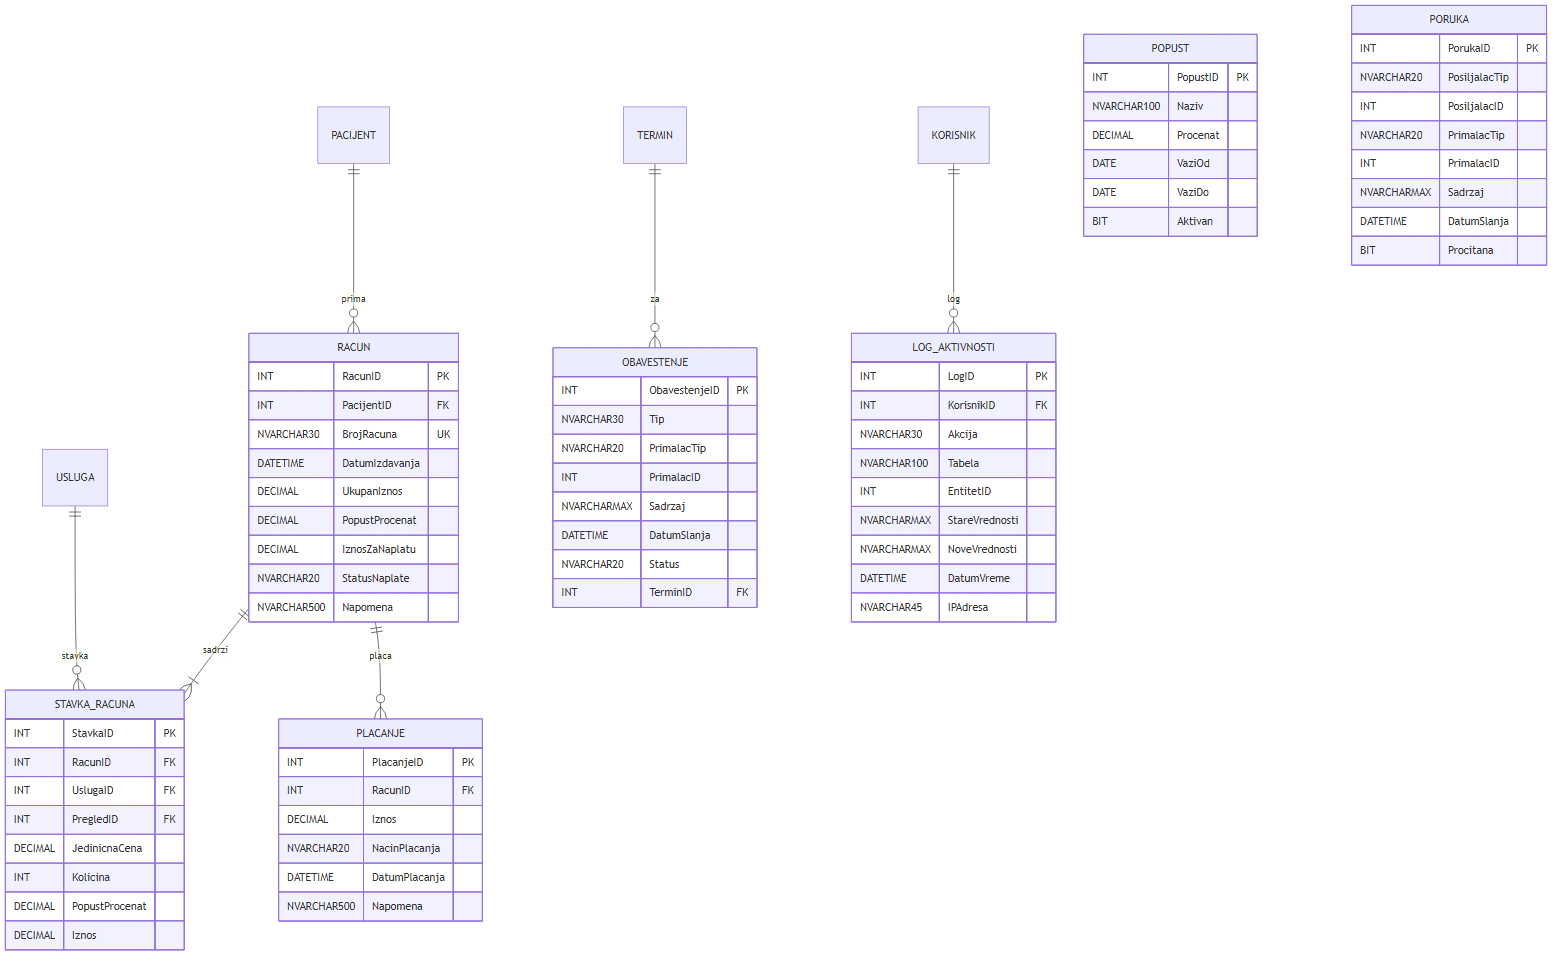 PORUKA
INT PorukaID PK
NVARCHAR20 PosiljalacTip
INT PosiljalacID
NVARCHAR20 PrimalacTip
INT PrimalacID
NVARCHARMAX Sadrzaj
DATETIME DatumSlanja
BIT Procitana
POPUST
INT PopustID PK
NVARCHAR100 Naziv
DECIMAL Procenat
DATE VaziOd
DATE VaziDo
BIT Aktivan
PACIJENT
TERMIN
KORISNIK
prima
za
log
RACUN
INT RacunID PK
INT PacijentID FK
NVARCHAR30 BrojRacuna UK
DATETIME DatumIzdavanja
DECIMAL UkupanIznos
DECIMAL PopustProcenat
DECIMAL IznosZaNaplatu
NVARCHAR20 StatusNaplate
NVARCHAR500 Napomena
OBAVESTENJE
INT ObavestenjeID PK
NVARCHAR30 Tip
NVARCHAR20 PrimalacTip
INT PrimalacID
NVARCHARMAX Sadrzaj
DATETIME DatumSlanja
NVARCHAR20 Status
INT TerminID FK
LOG_AKTIVNOSTI
INT LogID PK
INT KorisnikID FK
NVARCHAR30 Akcija
NVARCHAR100 Tabela
INT EntitetID
NVARCHARMAX StareVrednosti
NVARCHARMAX NoveVrednosti
DATETIME DatumVreme
NVARCHAR45 IPAdresa
USLUGA
stavka
sadrzi
placa
STAVKA_RACUNA
INT StavkaID PK
INT RacunID FK
INT UslugaID FK
INT PregledID FK
DECIMAL JedinicnaCena
INT Kolicina
DECIMAL PopustProcenat
DECIMAL Iznos
PLACANJE
INT PlacanjeID PK
INT RacunID FK
DECIMAL Iznos
NVARCHAR20 NacinPlacanja
DATETIME DatumPlacanja
NVARCHAR500 Napomena